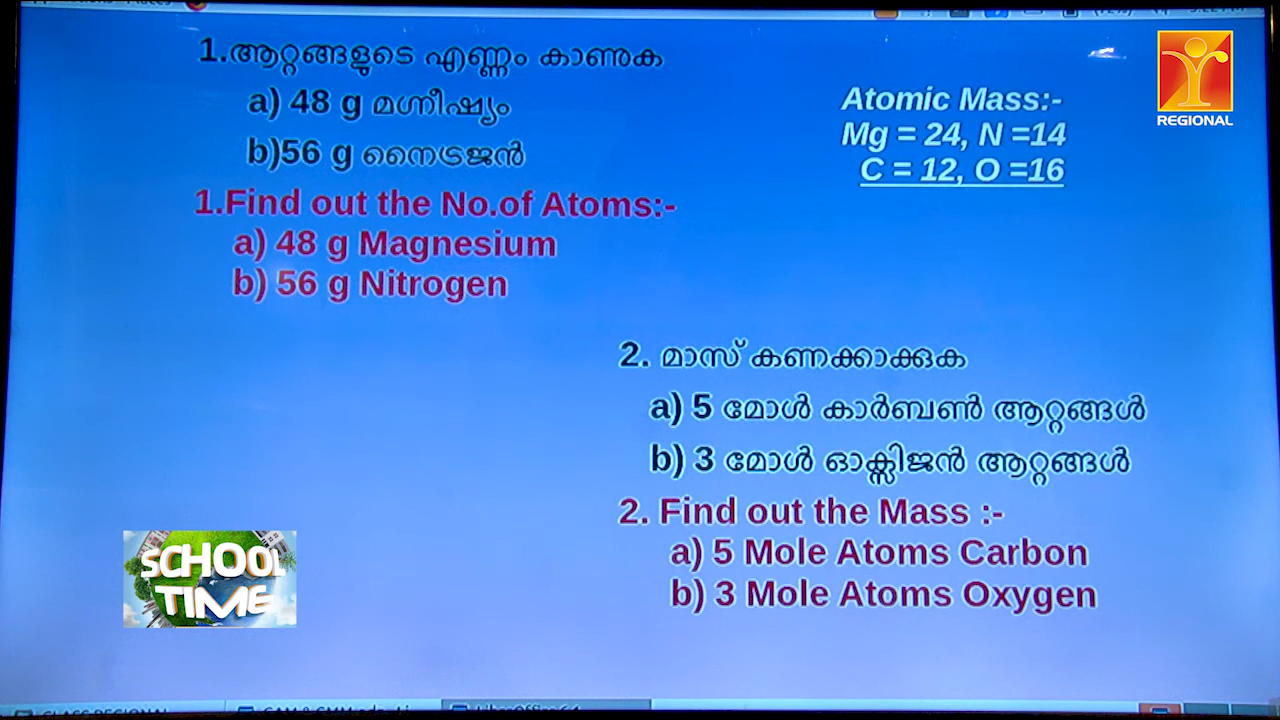 1.ആറ്റങ്ങളുടെ എണ്ണം കാണുക
a) 48 g മഗ്നീഷ്യം
b)56 g നൈട്രജൻ
1.Find out the No.of Atoms:-
a) 48 g Magnesium
b) 56 g Nitrogen
Atomic Mass:-
Mg = 24, N =14
C = 12, O =16
REGIONAL
2. മാസ് കണക്കാക്കുക
a) 5 മോൾ കാർബൺ ആറ്റങ്ങൾ
b) 3 മോൾ ഓക്സിജൻ ആറ്റങ്ങൾ
2. Find out the Mass :-
a) 5 Mole Atoms Carbon
b) 3 Mole Atoms Oxygen
SCHOOL
TIME